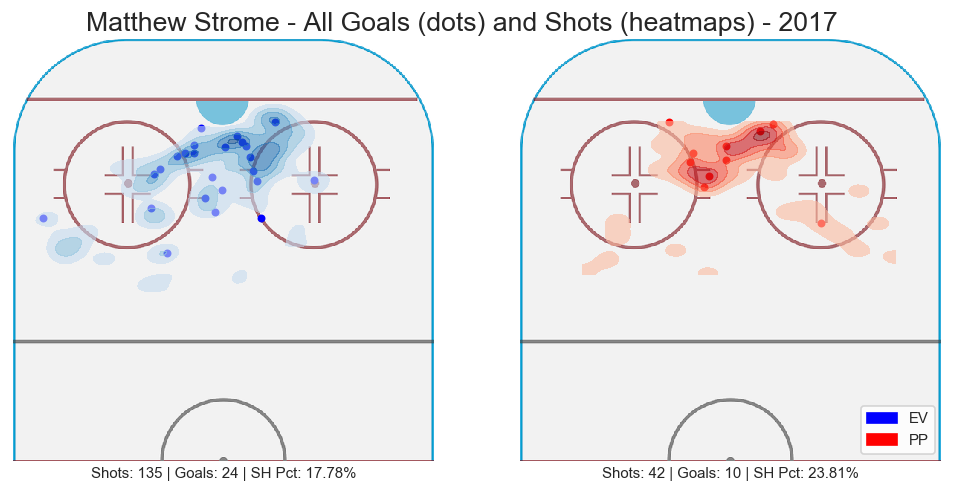 Matthew Strome - All Goals (dots) and Shots (heatmaps) - 2017
EV
PP
Shots: 135 | Goals: 24 | SH Pct: 17.78%
Shots: 42 | Goals: 10 | SH Pct: 23.81%